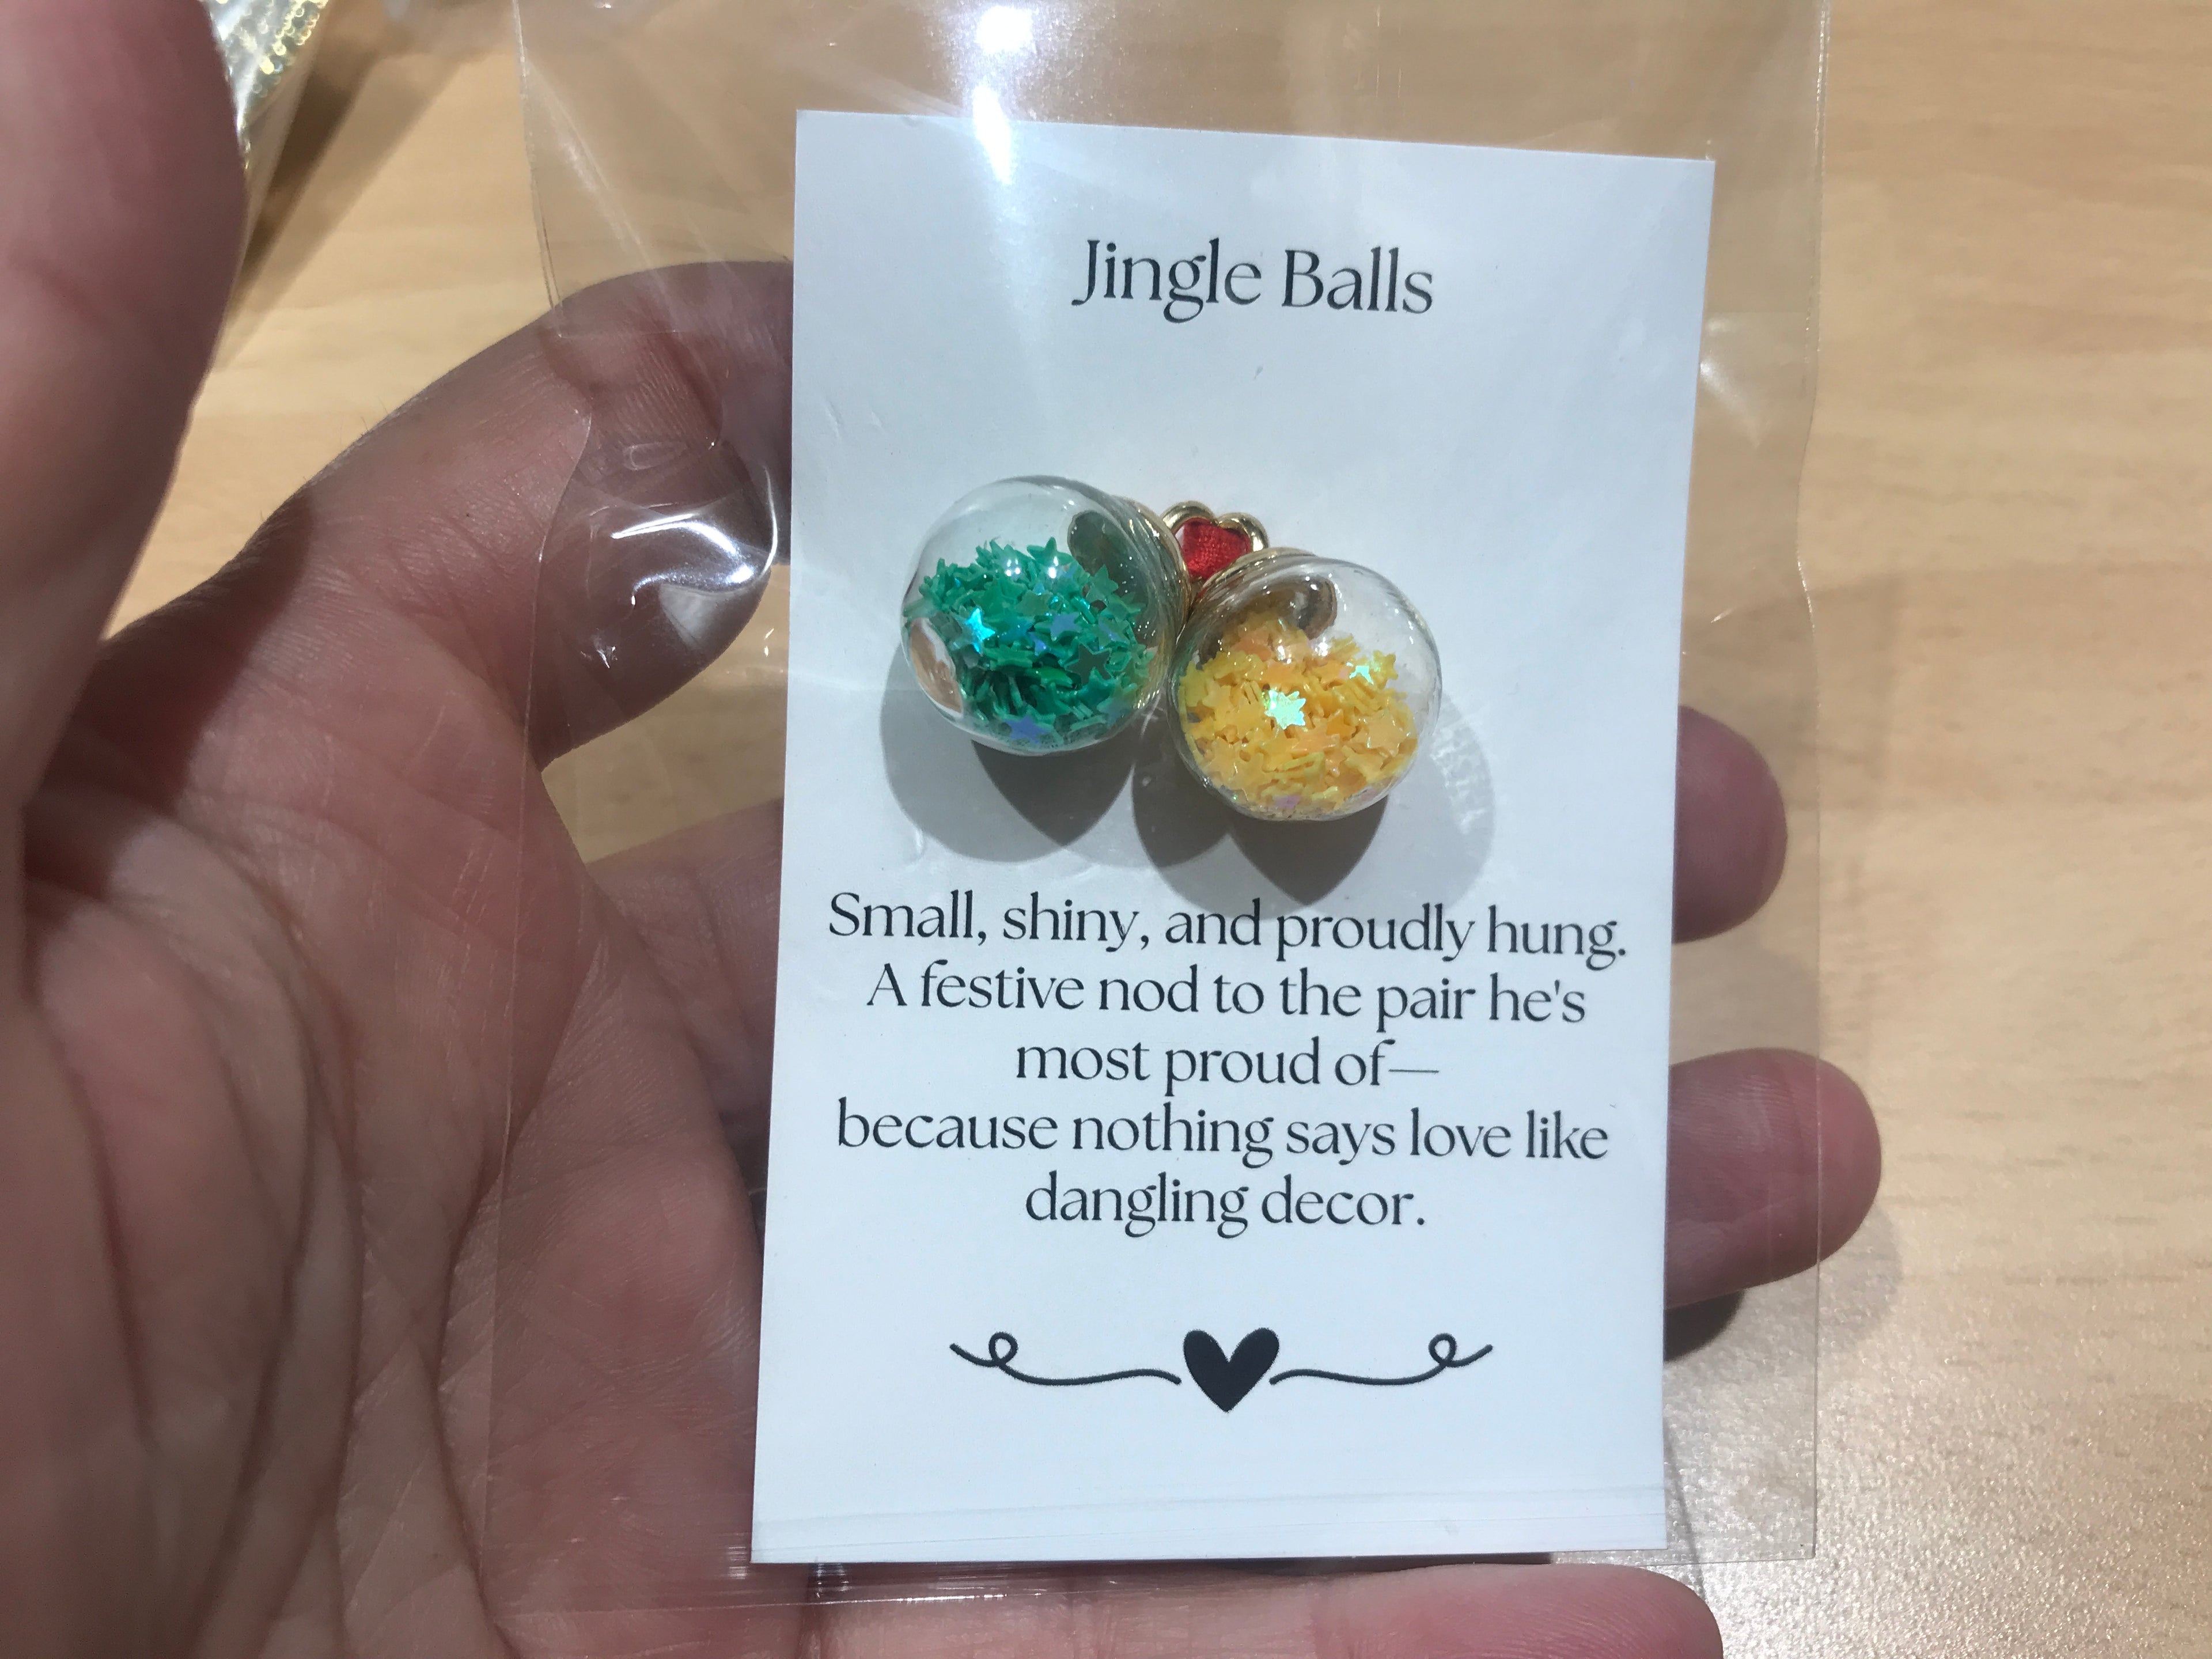 Jingle Balls
Small, shiny, and proudly hung.
A festive nod to the pair he's
most proud of—
because nothing says love like
dangling decor.